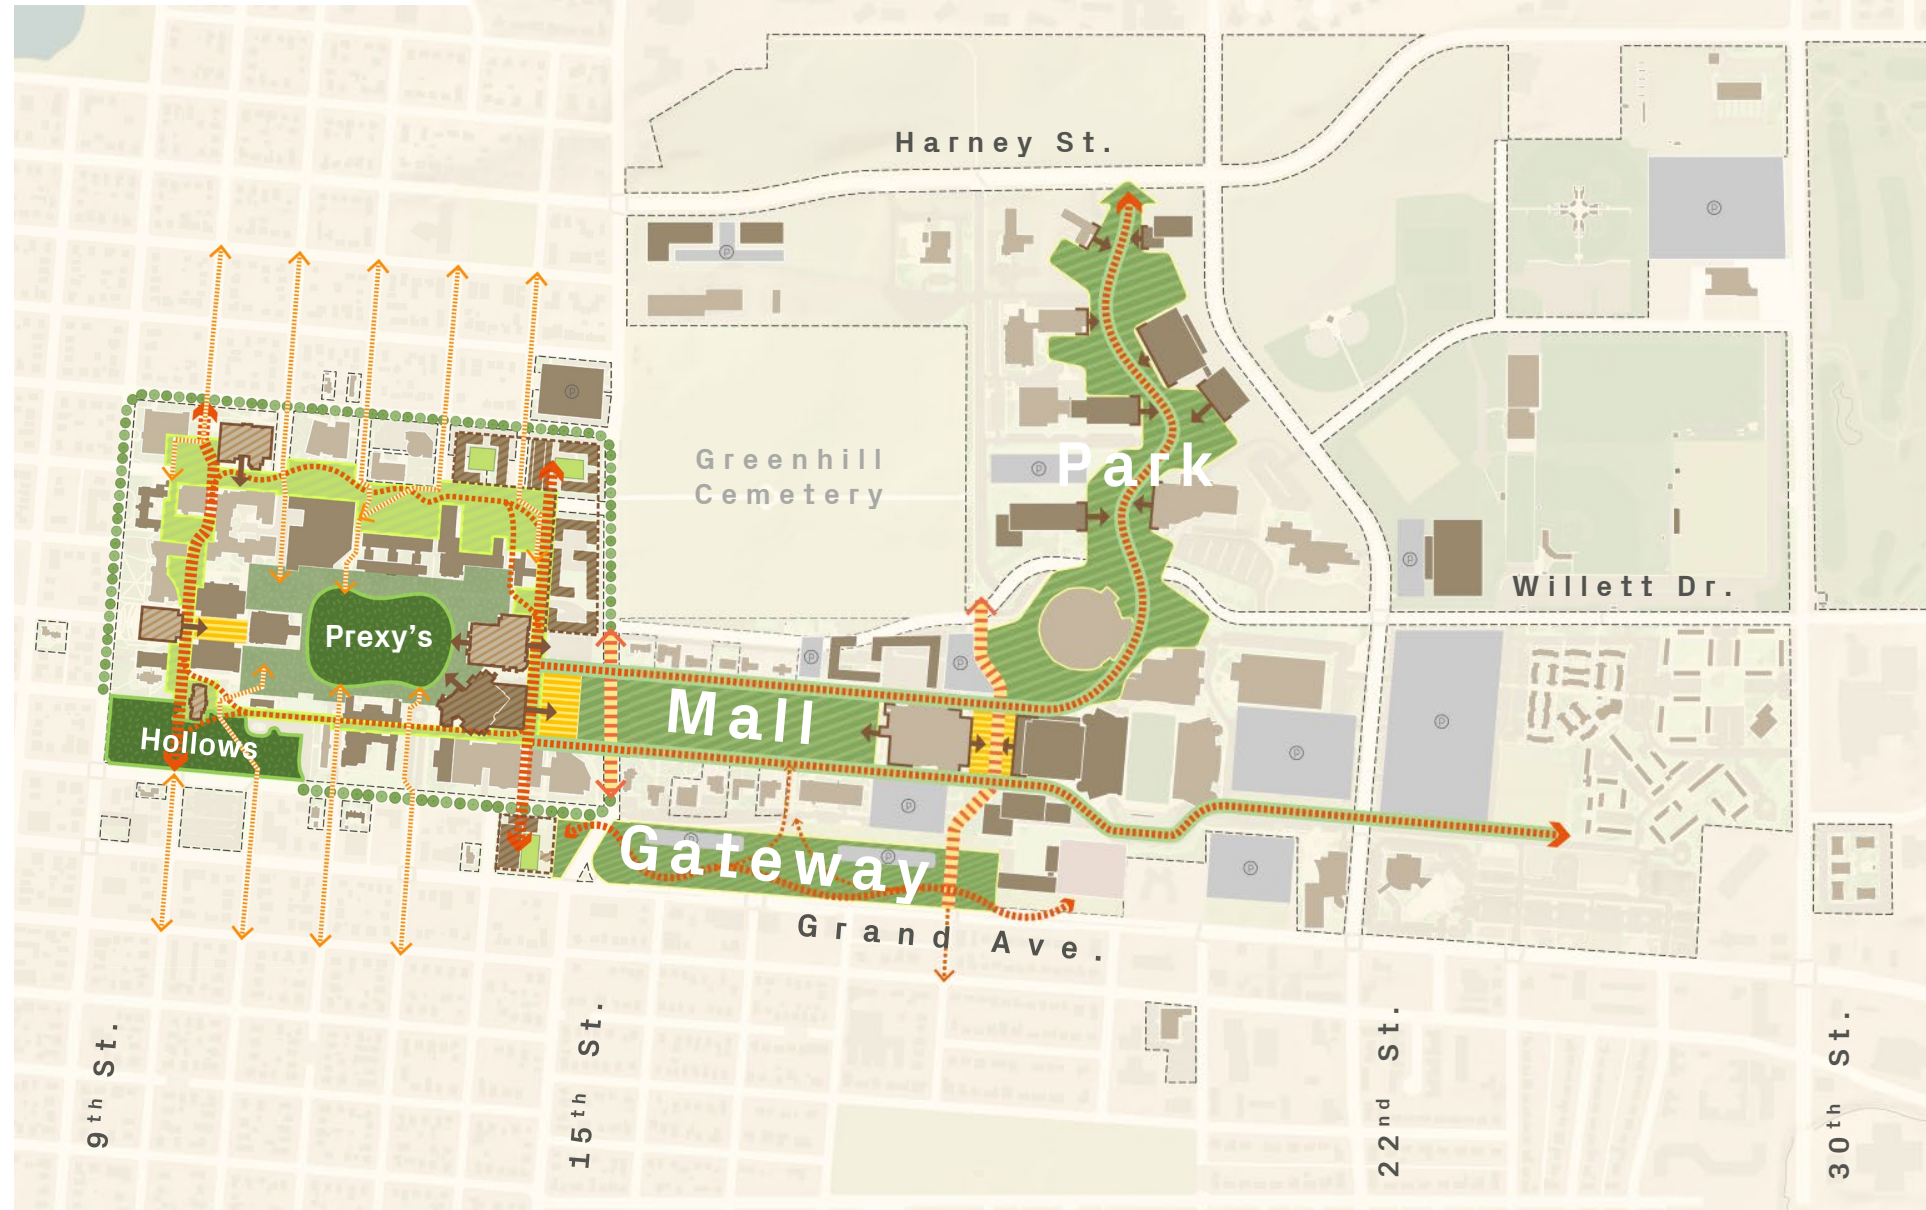 Harney St.
Greenhill
Cemetery
Park
Willett Dr.
Prexy's
Hollows
Mall
Gateway
Grand Ave.
9th St.
15th St.
22nd St.
30th St.
P
P
P
P
P
P
P
P
P
P
P
P
P